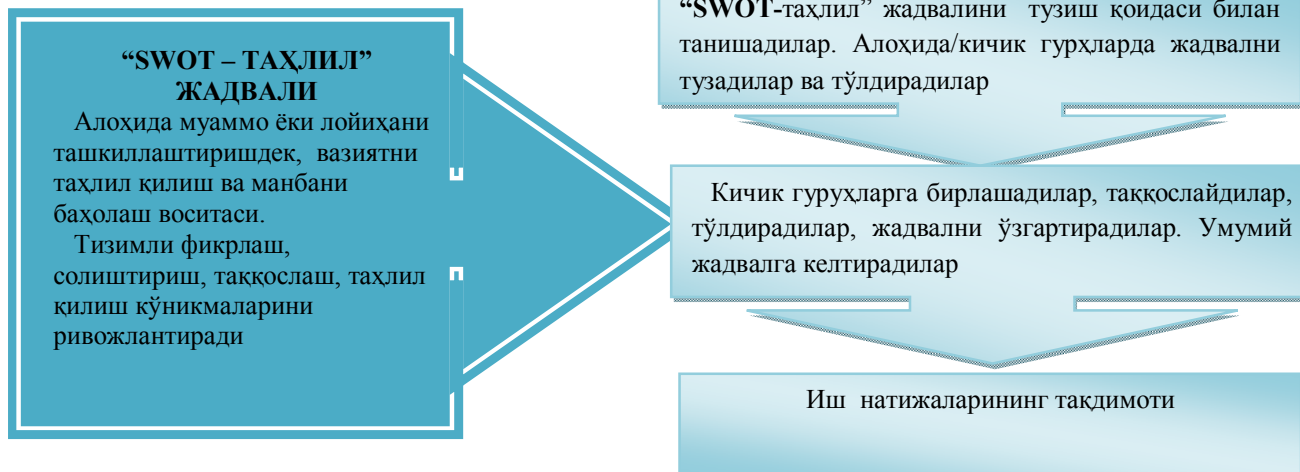 “SWOT – ТАҲЛИЛ”
ЖАДВАЛИ
Алоҳида муаммо ёки лойиҳани
ташкиллаштиришдек, вазиятни
таҳлил қилиш ва манбани
баҳолаш воситаси.
Тизимли фикрлаш,
солиштириш, таққослаш, таҳлил
қилиш кўникмаларини
ривожлантиради
“SWOT-таҳлил” жадвалини тузиш қоидаси билан
танишадилар. Алоҳида/кичик гурҳларда жадвални
тузадилар ва тўлдирадилар
Кичик гуруҳларга бирлашадилар, таққослайдилар,
тўлдирадилар, жадвални ўзгартирадилар. Умумий
жадвалга келтирадилар
Иш натижаларининг тақдимоти